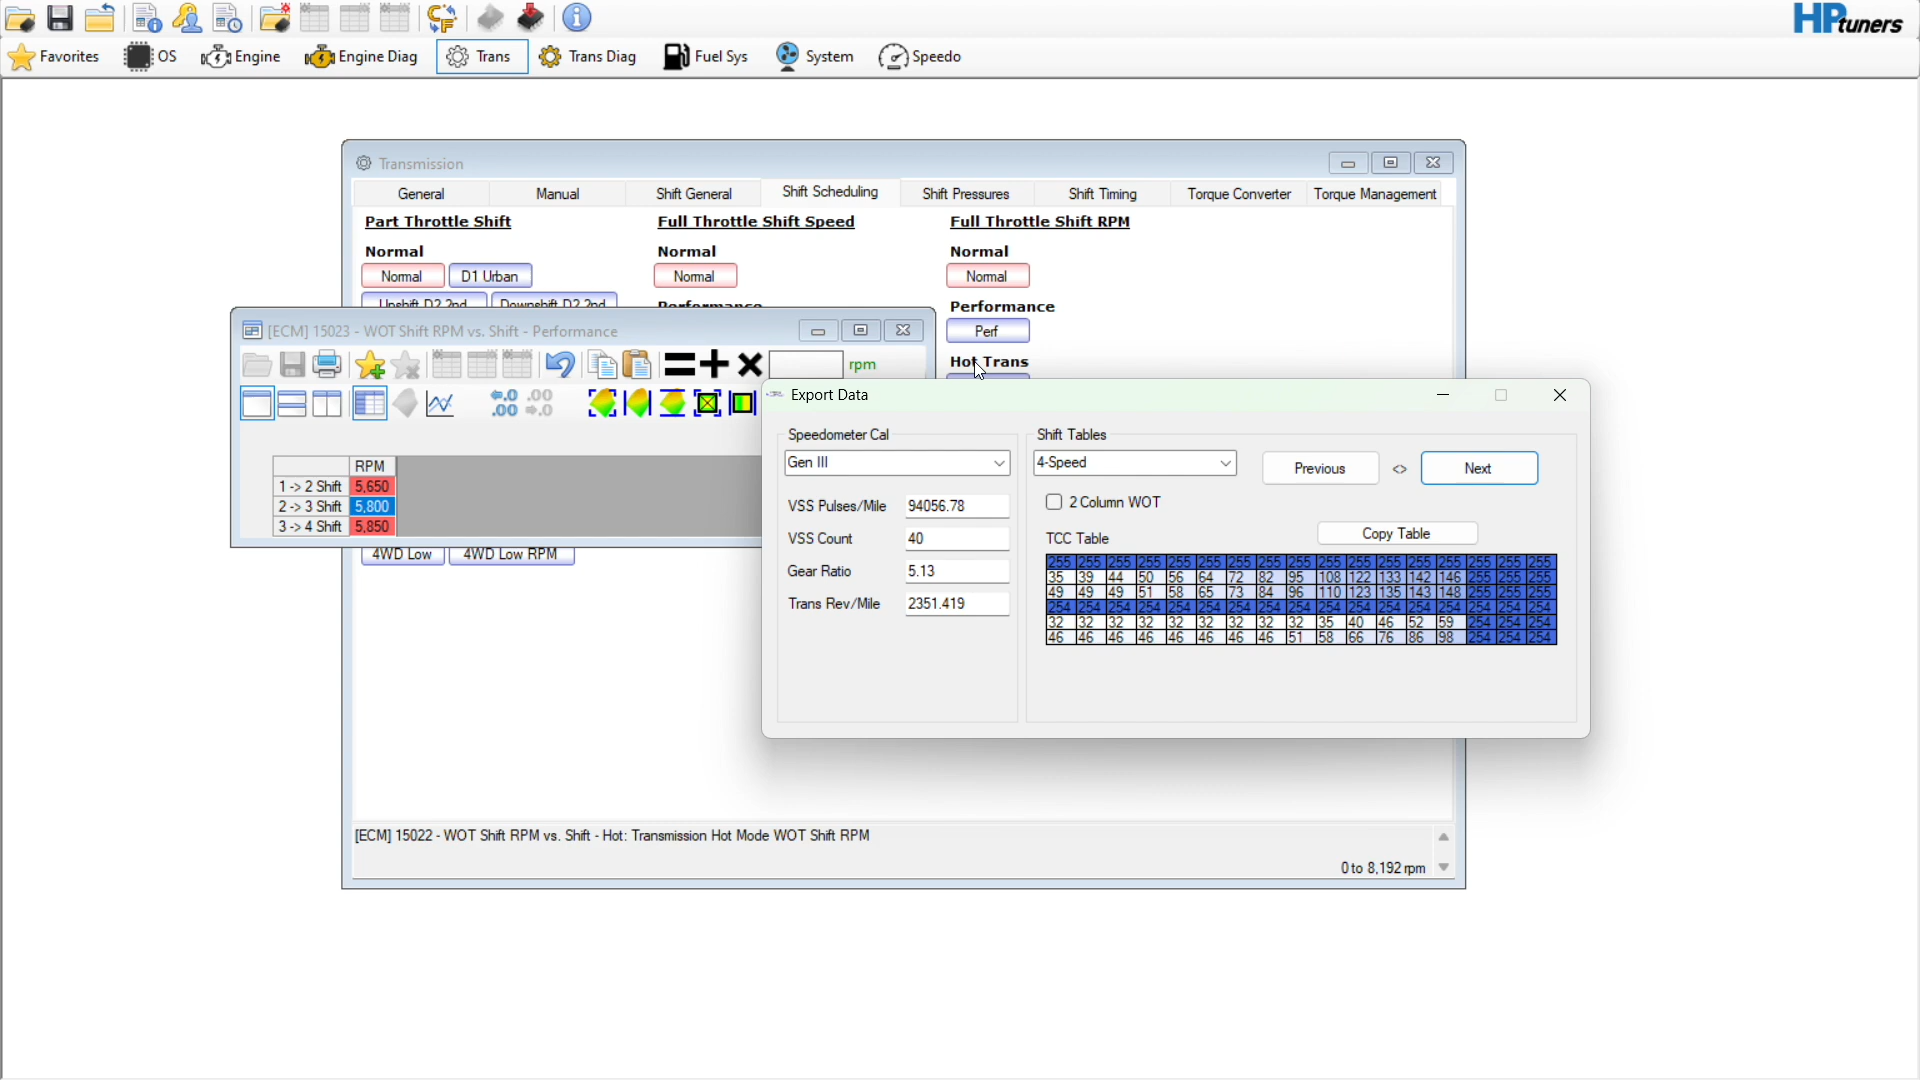 HPtuners
Favorites OS Engine Engine Diag Trans Trans Diag Fuel Sys System Speedo
Transmission
General Manual Shift General Shift Scheduling Shift Pressures Shift Timing Torque Converter Torque Management
Part Throttle Shift Full Throttle Shift Speed Full Throttle Shift RPM
Normal Normal Normal
Normal D1 Urban Normal Normal
Upshift D2 2nd Downshift D2 2nd Performance Performance
Perf
Hot Trans
[ECM] 15023 - WOT Shift RPM vs. Shift - Performance
rpm
RPM
1 -> 2 Shift 5,650
2 -> 3 Shift 5,800
3 -> 4 Shift 5,850
4WD Low 4WD Low RPM
Export Data
Speedometer Cal
Gen III
VSS Pulses/Mile 94056.78
VSS Count 40
Gear Ratio 5.13
Trans Rev/Mile 2351.419
Shift Tables
4-Speed Previous <> Next
2 Column WOT
TCC Table Copy Table
255 255 255 255 255 255 255 255 255 255 255 255 255 255 255 255 255
35 39 44 50 56 64 72 82 95 108 122 133 142 146 255 255 255
49 49 49 51 58 65 73 84 96 110 123 135 143 148 255 255 255
254 254 254 254 254 254 254 254 254 254 254 254 254 254 254 254 254
32 32 32 32 32 32 32 32 32 35 40 46 52 59 254 254 254
46 46 46 46 46 46 46 46 51 58 66 76 86 98 254 254 254
[ECM] 15022 - WOT Shift RPM vs. Shift - Hot: Transmission Hot Mode WOT Shift RPM
0 to 8,192 rpm